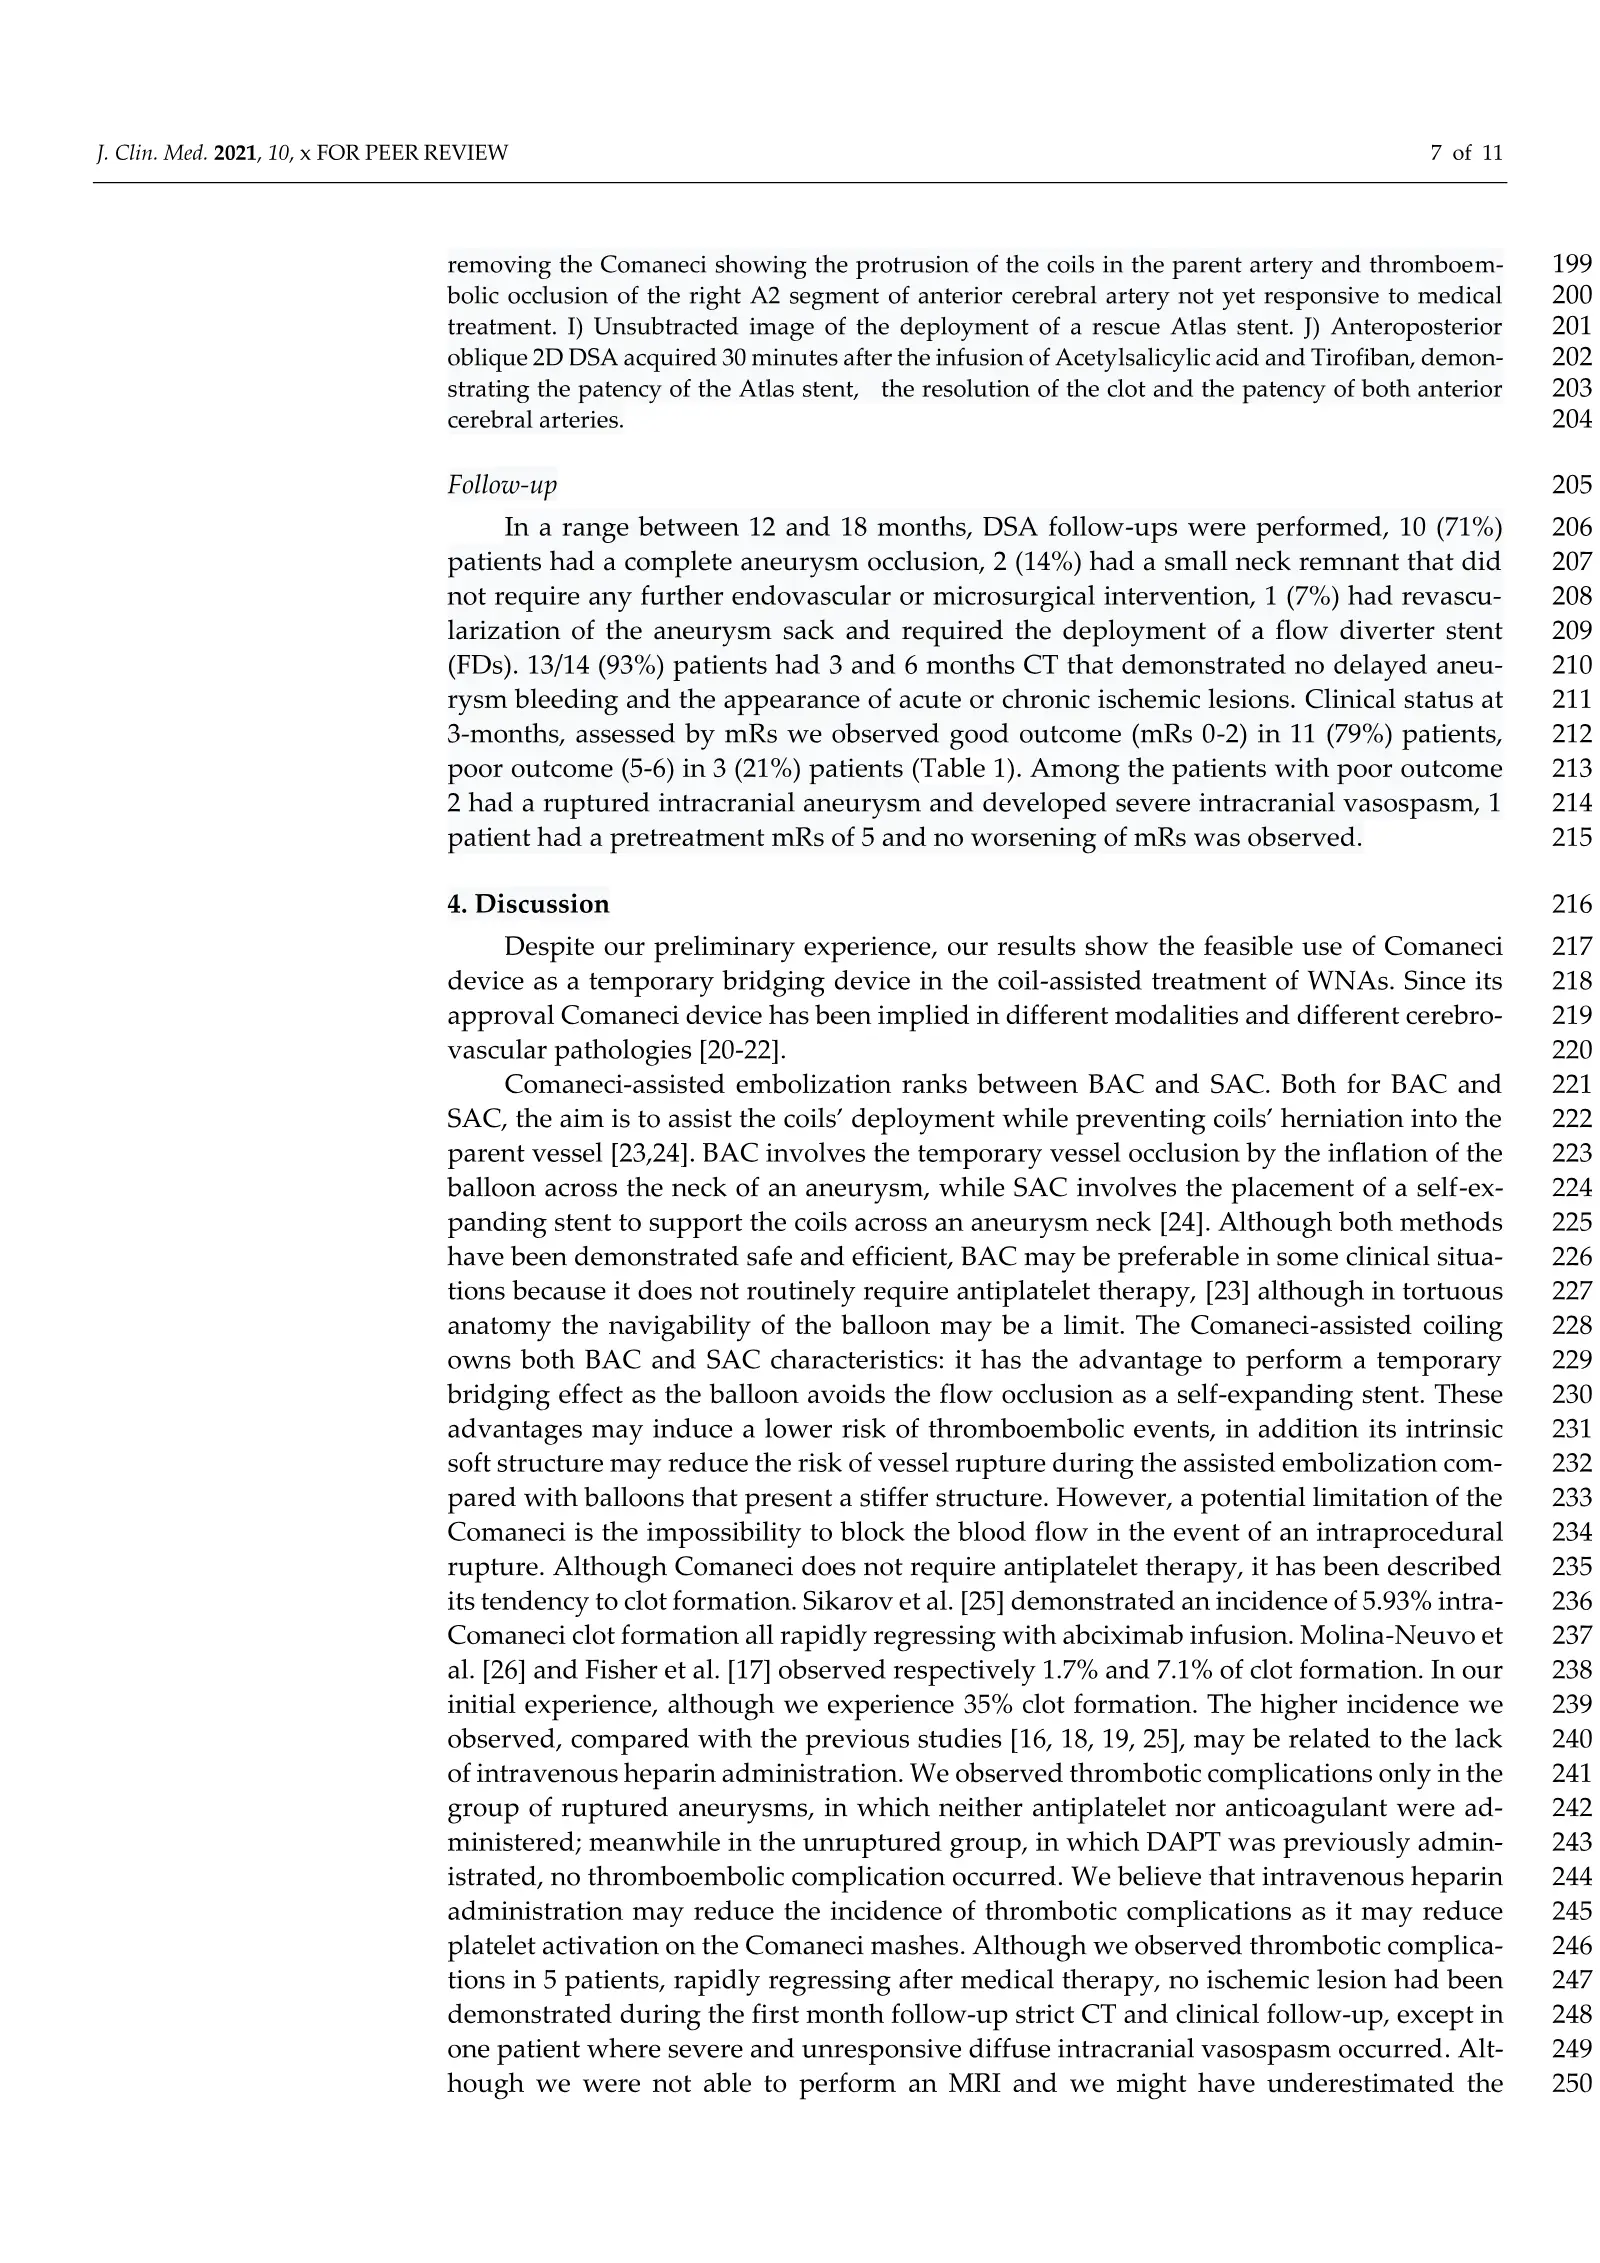 J. Clin. Med. 2021, 10, x FOR PEER REVIEW 7 of 11
removing the Comaneci showing the protrusion of the coils in the parent artery and thromboem- 199
bolic occlusion of the right A2 segment of anterior cerebral artery not yet responsive to medical 200
treatment. I) Unsubtracted image of the deployment of a rescue Atlas stent. J) Anteroposterior 201
oblique 2D DSA acquired 30 minutes after the infusion of Acetylsalicylic acid and Tirofiban, demon- 202
strating the patency of the Atlas stent, the resolution of the clot and the patency of both anterior 203
cerebral arteries. 204
Follow-up 205
In a range between 12 and 18 months, DSA follow-ups were performed, 10 (71%) 206
patients had a complete aneurysm occlusion, 2 (14%) had a small neck remnant that did 207
not require any further endovascular or microsurgical intervention, 1 (7%) had revascu- 208
larization of the aneurysm sack and required the deployment of a flow diverter stent 209
(FDs). 13/14 (93%) patients had 3 and 6 months CT that demonstrated no delayed aneu- 210
rysm bleeding and the appearance of acute or chronic ischemic lesions. Clinical status at 211
3-months, assessed by mRs we observed good outcome (mRs 0-2) in 11 (79%) patients, 212
poor outcome (5-6) in 3 (21%) patients (Table 1). Among the patients with poor outcome 213
2 had a ruptured intracranial aneurysm and developed severe intracranial vasospasm, 1 214
patient had a pretreatment mRs of 5 and no worsening of mRs was observed. 215
4. Discussion 216
Despite our preliminary experience, our results show the feasible use of Comaneci 217
device as a temporary bridging device in the coil-assisted treatment of WNAs. Since its 218
approval Comaneci device has been implied in different modalities and different cerebro- 219
vascular pathologies [20-22]. 220
Comaneci-assisted embolization ranks between BAC and SAC. Both for BAC and 221
SAC, the aim is to assist the coils’ deployment while preventing coils’ herniation into the 222
parent vessel [23,24]. BAC involves the temporary vessel occlusion by the inflation of the 223
balloon across the neck of an aneurysm, while SAC involves the placement of a self-ex- 224
panding stent to support the coils across an aneurysm neck [24]. Although both methods 225
have been demonstrated safe and efficient, BAC may be preferable in some clinical situa- 226
tions because it does not routinely require antiplatelet therapy, [23] although in tortuous 227
anatomy the navigability of the balloon may be a limit. The Comaneci-assisted coiling 228
owns both BAC and SAC characteristics: it has the advantage to perform a temporary 229
bridging effect as the balloon avoids the flow occlusion as a self-expanding stent. These 230
advantages may induce a lower risk of thromboembolic events, in addition its intrinsic 231
soft structure may reduce the risk of vessel rupture during the assisted embolization com- 232
pared with balloons that present a stiffer structure. However, a potential limitation of the 233
Comaneci is the impossibility to block the blood flow in the event of an intraprocedural 234
rupture. Although Comaneci does not require antiplatelet therapy, it has been described 235
its tendency to clot formation. Sikarov et al. [25] demonstrated an incidence of 5.93% intra- 236
Comaneci clot formation all rapidly regressing with abciximab infusion. Molina-Neuvo et 237
al. [26] and Fisher et al. [17] observed respectively 1.7% and 7.1% of clot formation. In our 238
initial experience, although we experience 35% clot formation. The higher incidence we 239
observed, compared with the previous studies [16, 18, 19, 25], may be related to the lack 240
of intravenous heparin administration. We observed thrombotic complications only in the 241
group of ruptured aneurysms, in which neither antiplatelet nor anticoagulant were ad- 242
ministered; meanwhile in the unruptured group, in which DAPT was previously admin- 243
istrated, no thromboembolic complication occurred. We believe that intravenous heparin 244
administration may reduce the incidence of thrombotic complications as it may reduce 245
platelet activation on the Comaneci mashes. Although we observed thrombotic complica- 246
tions in 5 patients, rapidly regressing after medical therapy, no ischemic lesion had been 247
demonstrated during the first month follow-up strict CT and clinical follow-up, except in 248
one patient where severe and unresponsive diffuse intracranial vasospasm occurred. Alt- 249
hough we were not able to perform an MRI and we might have underestimated the 250